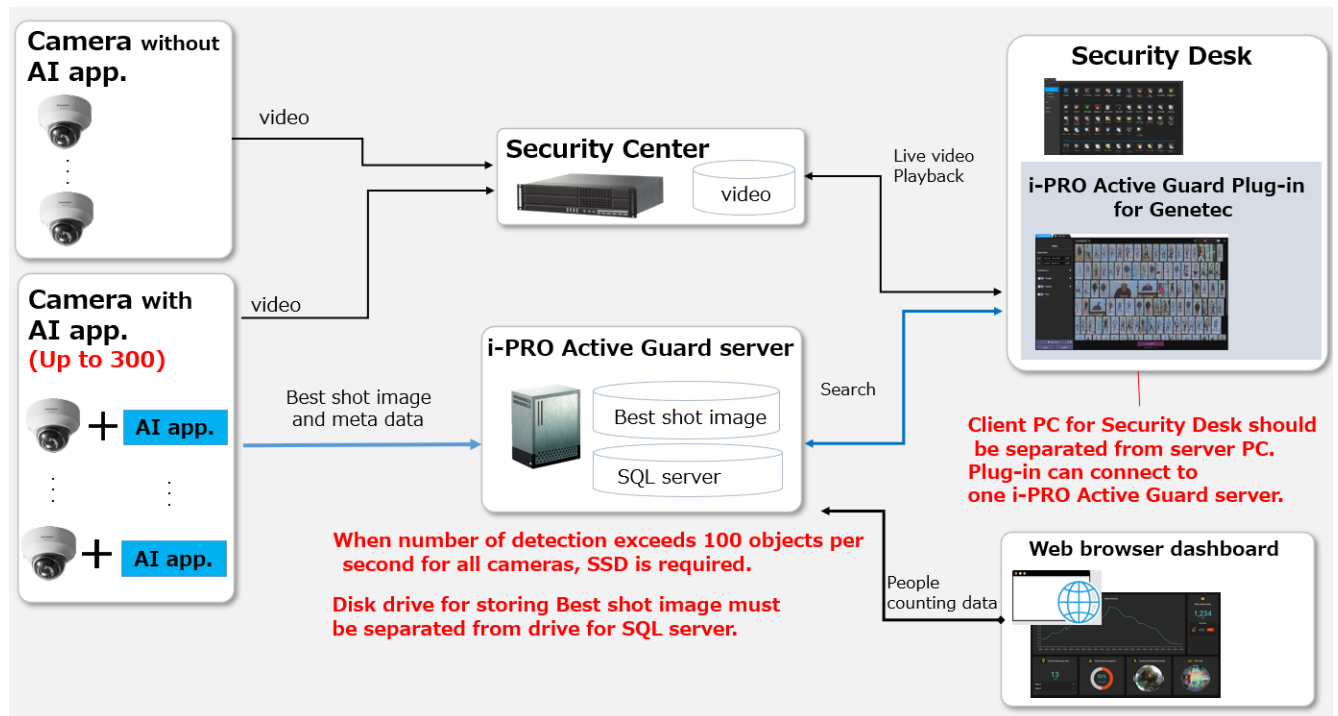 Camera without
AI app.
video
Camera with
AI app.
(Up to 300)
AI app.
AI app.
video
Best shot image
and meta data
Security Center
video
i-PRO Active Guard server
Best shot image
SQL server
When number of detection exceeds 100 objects per
second for all cameras, SSD is required.
Disk drive for storing Best shot image must
be separated from drive for SQL server.
Live video
Playback
Search
People
counting data
Security Desk
i-PRO Active Guard Plug-in
for Genetec
Client PC for Security Desk should
be separated from server PC.
Plug-in can connect to
one i-PRO Active Guard server.
Web browser dashboard
1,234
13